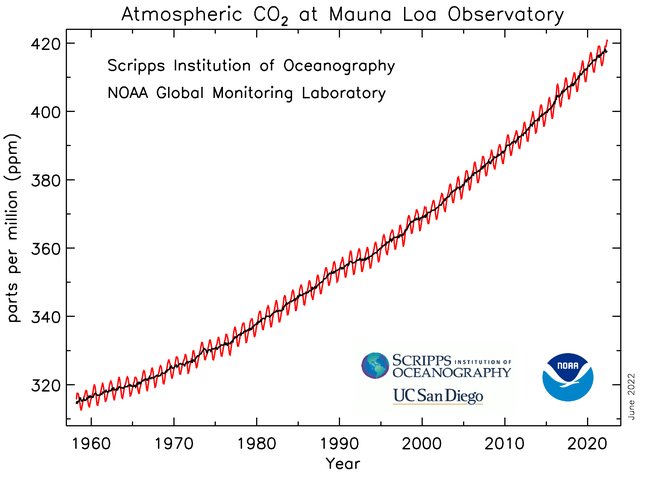 Atmospheric CO₂ at Mauna Loa Observatory
Scripps Institution of Oceanography
NOAA Global Monitoring Laboratory
parts per million (ppm)
420
400
380
360
340
320
1960 1970 1980 1990 2000 2010 2020
Year
SCRIPPS INSTITUTION OF
OCEANOGRAPHY
UC San Diego
NOAA
June 2022